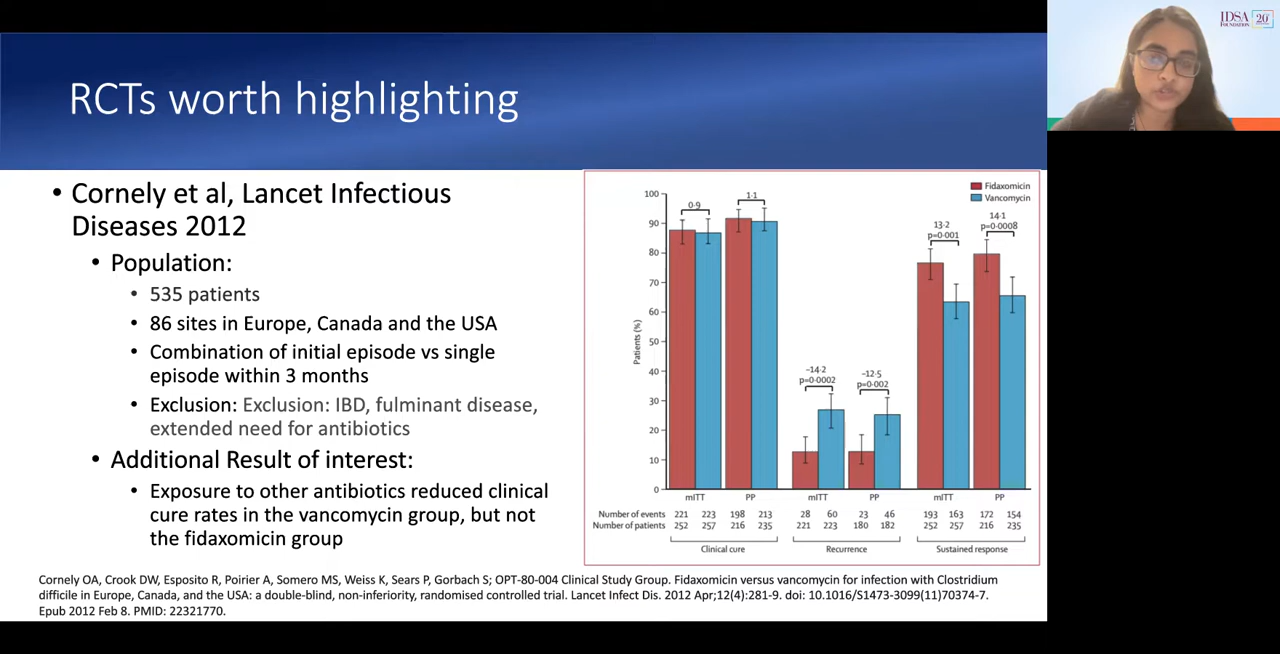 RCTs worth highlighting
IDSA
FOUNDATION
20
• Cornely et al, Lancet Infectious
Diseases 2012
• Population:
• 535 patients
• 86 sites in Europe, Canada and the USA
• Combination of initial episode vs single
episode within 3 months
• Exclusion: Exclusion: IBD, fulminant disease,
extended need for antibiotics
• Additional Result of interest:
• Exposure to other antibiotics reduced clinical
cure rates in the vancomycin group, but not
the fidaxomicin group
Fidaxomicin
Vancomycin
Patients (%)
100
90
80
70
60
50
40
30
20
10
0
0·9
1·1
–14·2
p=0·0002
–12·5
p=0·002
13·2
p=0·001
14·1
p=0·0008
mITT PP mITT PP mITT PP
Number of events 221 223 198 213 28 60 23 46 193 163 172 154
Number of patients 252 257 216 235 221 223 180 182 252 257 216 235
Clinical cure Recurrence Sustained response
Cornely OA, Crook DW, Esposito R, Poirier A, Somero MS, Weiss K, Sears P, Gorbach S; OPT-80-004 Clinical Study Group. Fidaxomicin versus vancomycin for infection with Clostridium
difficile in Europe, Canada, and the USA: a double-blind, non-inferiority, randomised controlled trial. Lancet Infect Dis. 2012 Apr;12(4):281-9. doi: 10.1016/S1473-3099(11)70374-7.
Epub 2012 Feb 8. PMID: 22321770.